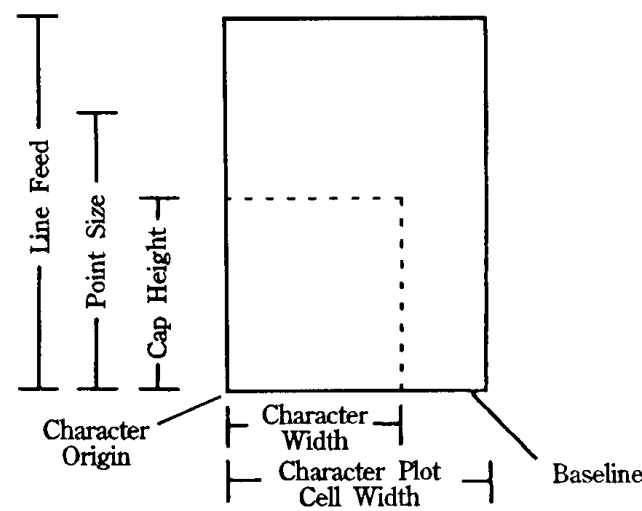 Line Feed
Point Size
Cap Height
Character
Origin
Character
Width
Character Plot
Cell Width
Baseline